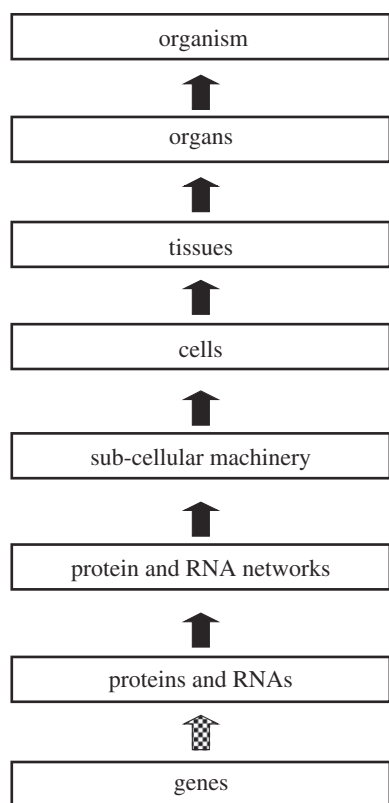 organism
organs
tissues
cells
sub-cellular machinery
protein and RNA networks
proteins and RNAs
genes